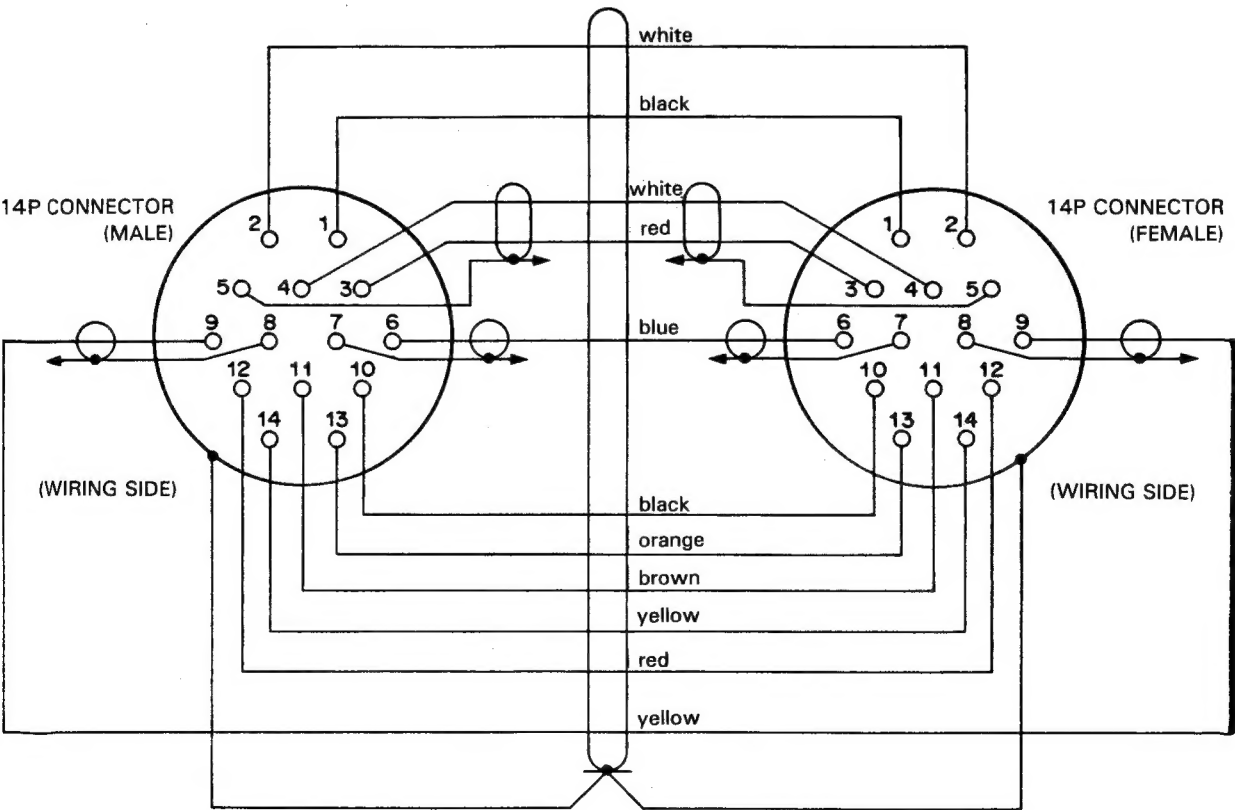 white
black
white
14P CONNECTOR
(MALE)
14P CONNECTOR
(FEMALE)
2
1
1
2
red
5
4
3
3
4
5
9
8
7
6
blue
6
7
8
9
12
11
10
10
11
12
14
13
13
14
(WIRING SIDE)
(WIRING SIDE)
black
orange
brown
yellow
red
yellow